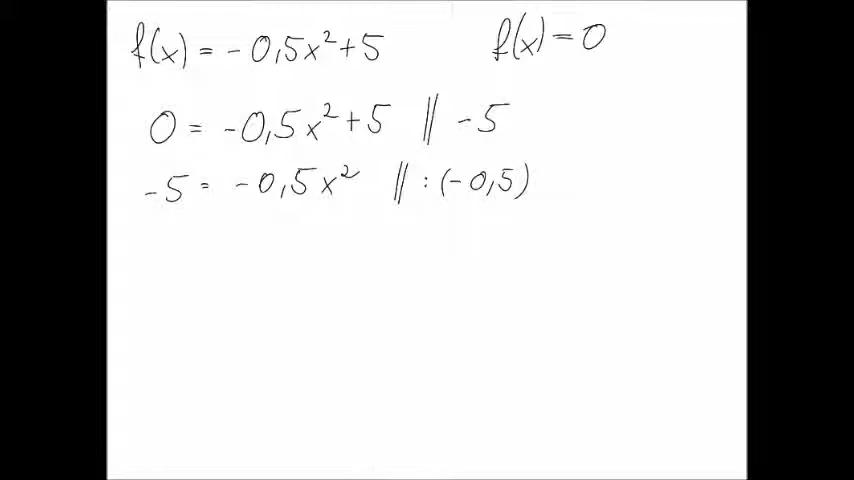 f(x) = -0,5x²+5 f(x) = 0
0 = -0,5x²+5 || -5
-5 = -0,5x² || : (-0,5)